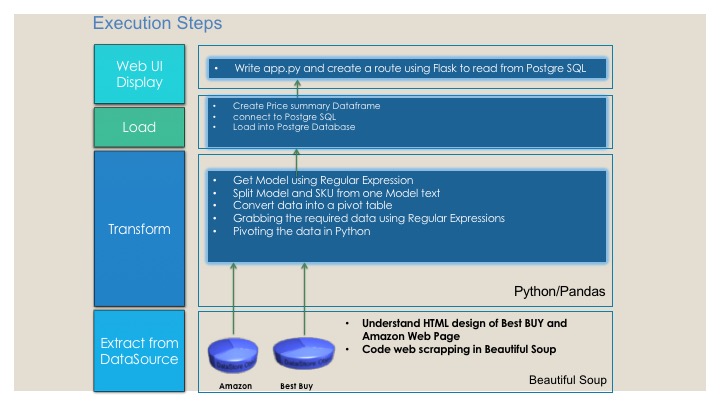 Execution Steps
Web UI
Display
• Write app.py and create a route using Flask to read from Postgre SQL
Load
• Create Price summary Dataframe
• connect to Postgre SQL
• Load into Postgre Database
Transform
• Get Model using Regular Expression
• Split Model and SKU from one Model text
• Convert data into a pivot table
• Grabbing the required data using Regular Expressions
• Pivoting the data in Python
Python/Pandas
Extract from
DataSource
• Understand HTML design of Best BUY and
Amazon Web Page
• Code web scrapping in Beautiful Soup
Amazon
Best Buy
Beautiful Soup